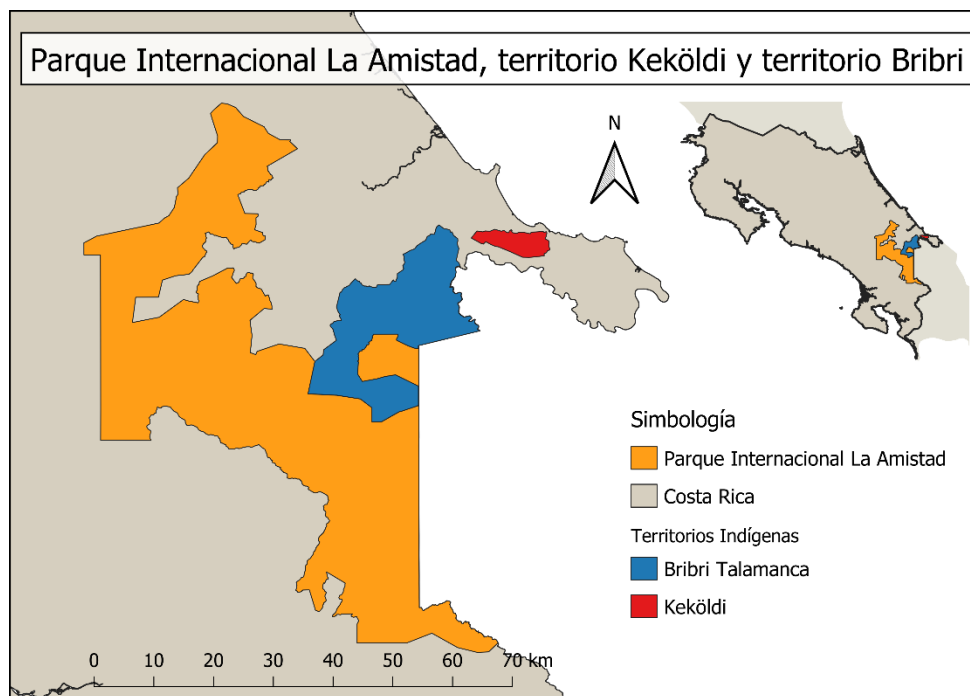 Parque Internacional La Amistad, territorio Keköldi y territorio Bribri
N
Simbología
Parque Internacional La Amistad
Costa Rica
Territorios Indígenas
Bribri Talamanca
Keköldi
0 10 20 30 40 50 60 70 km